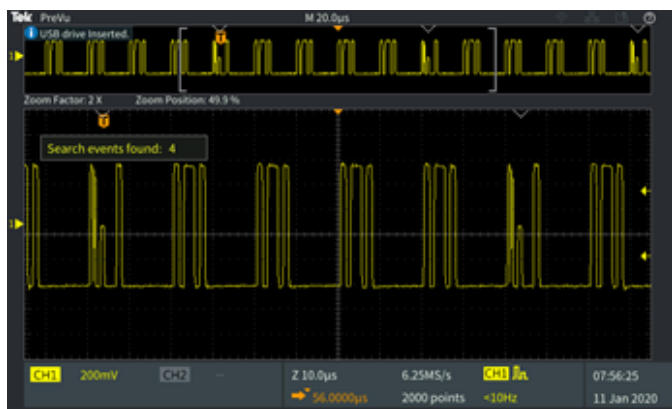 Tek PreVu M 20.0µs
USB drive Inserted.
Zoom Factor: 2 X Zoom Position: 49.9 %
T
Search events found: 4
1
CH1 200mV CH2 -- Z 10.0µs 6.25MS/s CH1 07:56:25
56.0000µs 2000 points <10Hz 11 Jan 2020